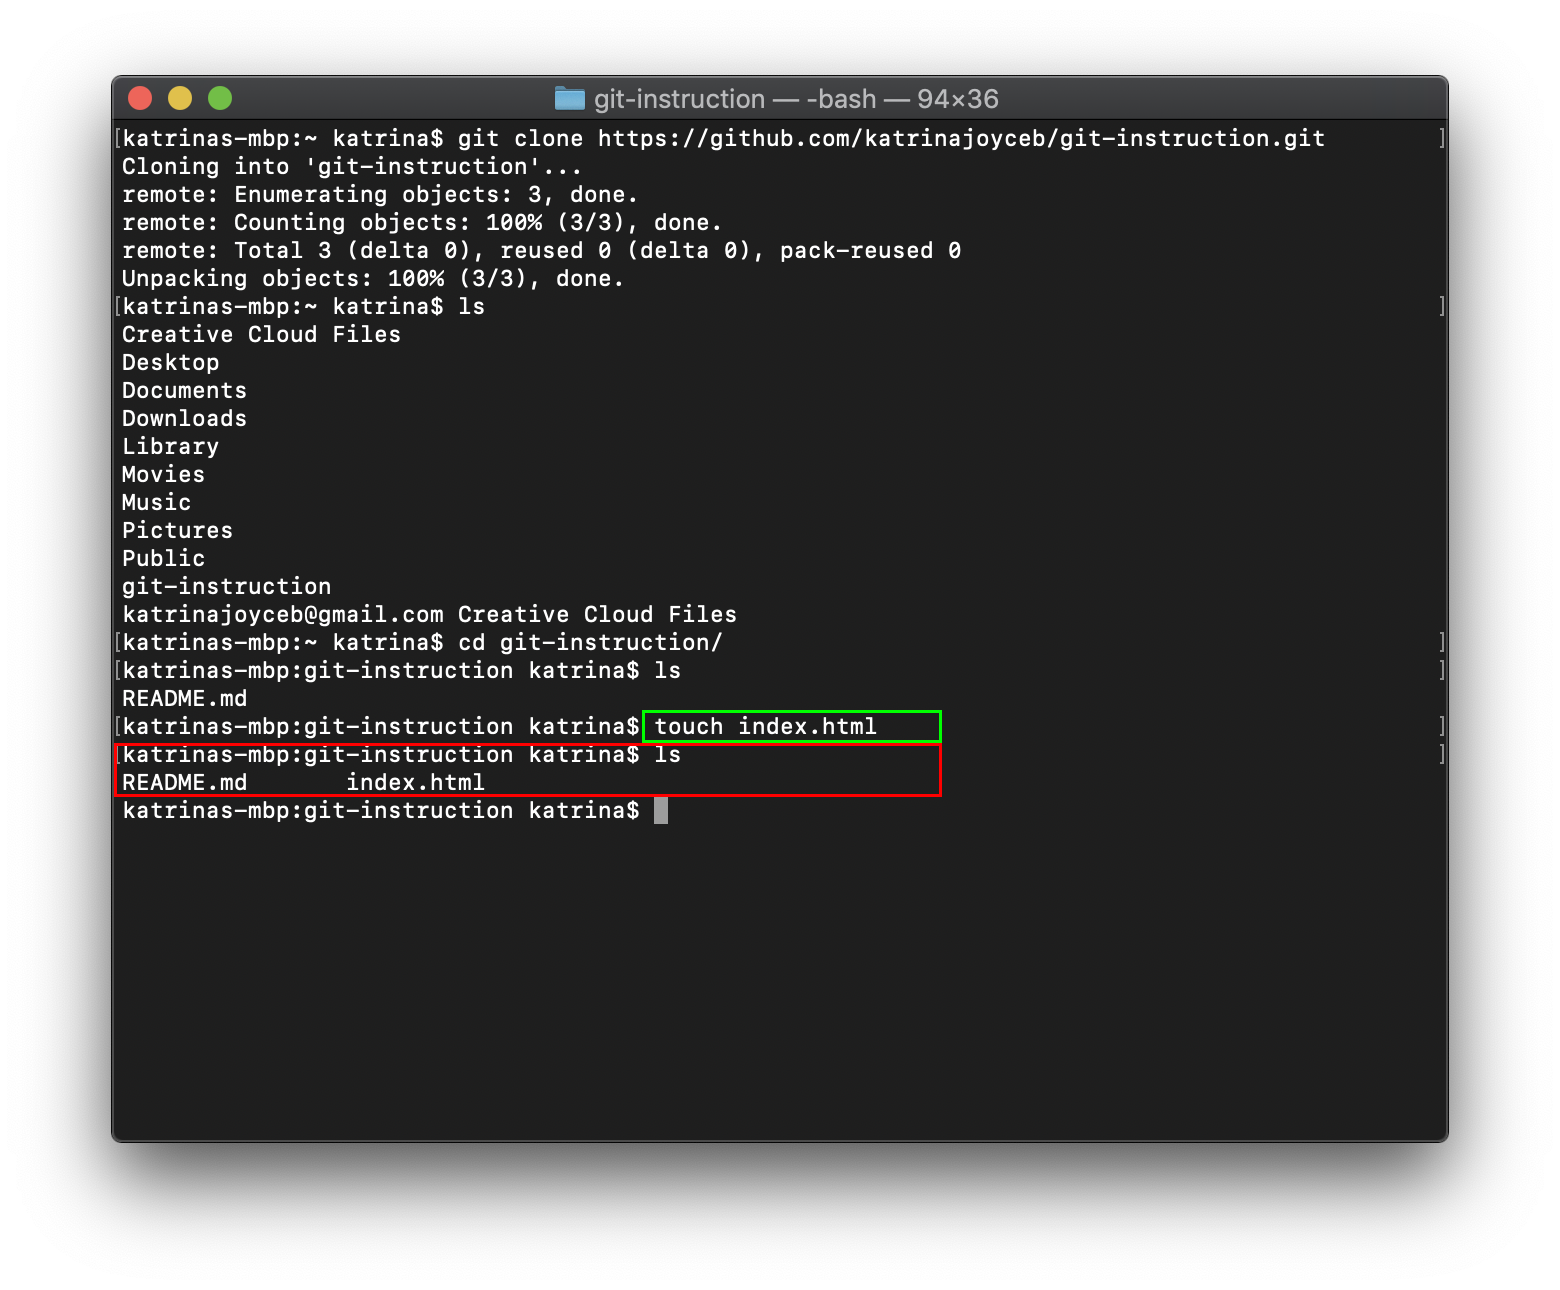 git-instruction — -bash — 94×36
[katrinas-mbp:~ katrina$ git clone https://github.com/katrinajoyceb/git-instruction.git ]
Cloning into 'git-instruction'...
remote: Enumerating objects: 3, done.
remote: Counting objects: 100% (3/3), done.
remote: Total 3 (delta 0), reused 0 (delta 0), pack-reused 0
Unpacking objects: 100% (3/3), done.
[katrinas-mbp:~ katrina$ ls ]
Creative Cloud Files
Desktop
Documents
Downloads
Library
Movies
Music
Pictures
Public
git-instruction
katrinajoyceb@gmail.com Creative Cloud Files
[katrinas-mbp:~ katrina$ cd git-instruction/ ]
[katrinas-mbp:git-instruction katrina$ ls ]
README.md
[katrinas-mbp:git-instruction katrina$ touch index.html ]
[katrinas-mbp:git-instruction katrina$ ls ]
README.md index.html
katrinas-mbp:git-instruction katrina$